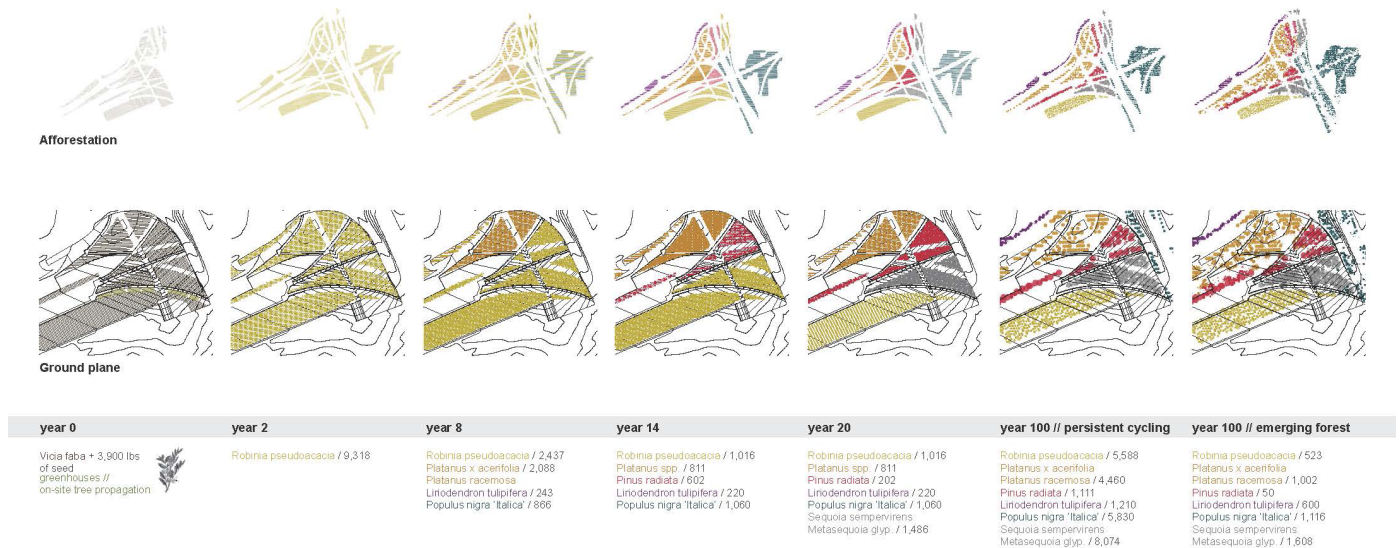 Afforestation
Ground plane
year 0
year 2
year 8
year 14
year 20
year 100 // persistent cycling
year 100 // emerging forest
Vicia faba + 3,900 lbs
of seed
greenhouses //
on-site tree propagation
Robinia pseudoacacia / 9,318
Robinia pseudoacacia / 2,437
Platanus x acerifolia / 2,088
Platanus racemosa
Liriodendron tulipifera / 243
Populus nigra 'Italica' / 866
Robinia pseudoacacia / 1,016
Platanus spp. / 811
Pinus radiata / 602
Liriodendron tulipifera / 220
Populus nigra 'Italica' / 1,060
Robinia pseudoacacia / 1,016
Platanus spp. / 811
Pinus radiata / 202
Liriodendron tulipifera / 220
Populus nigra 'Italica' / 1,060
Sequoia sempervirens
Metasequoia glyp. / 1,486
Robinia pseudoacacia / 5,588
Platanus x acerifolia
Platanus racemosa / 4,460
Pinus radiata / 1,111
Liriodendron tulipifera / 1,210
Populus nigra 'Italica' / 5,830
Sequoia sempervirens
Metasequoia glyp. / 8,074
Robinia pseudoacacia / 523
Platanus x acerifolia
Platanus racemosa / 1,002
Pinus radiata / 50
Liriodendron tulipifera / 600
Populus nigra 'Italica' / 1,116
Sequoia sempervirens
Metasequoia glyp. / 1,608